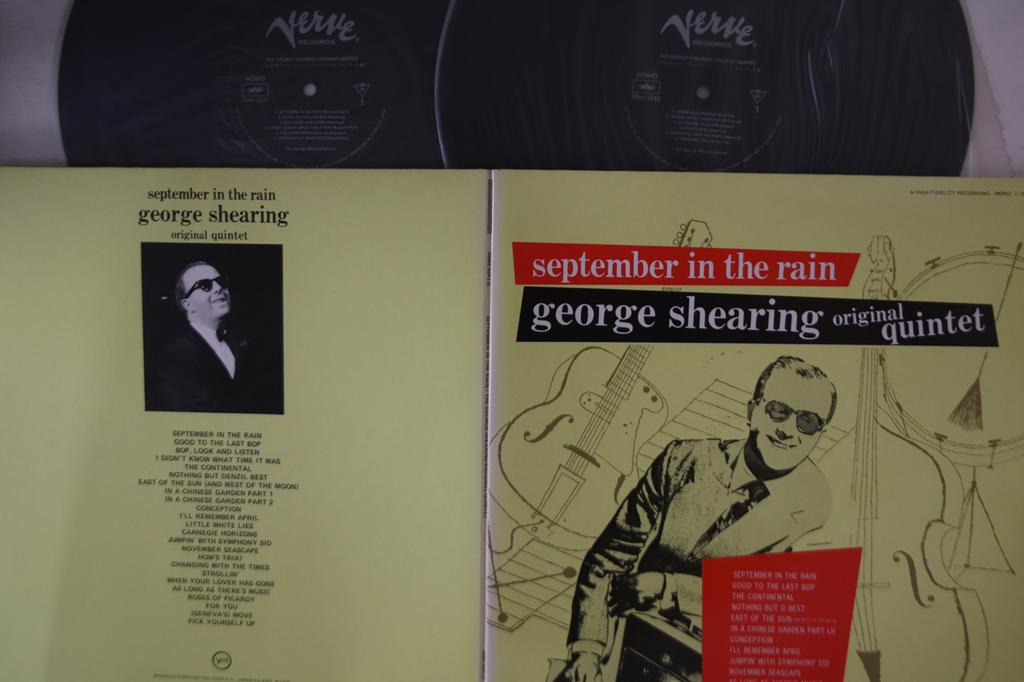 Verve
RECORDS
MONO
1
Verve
RECORDS
MONO
1
september in the rain
george shearing
original quintet
SEPTEMBER IN THE RAIN
GOOD TO THE LAST BOP
BOP, LOOK AND LISTEN
I DIDN'T KNOW WHAT TIME IT WAS
THE CONTINENTAL
NOTHING BUT DENZIL BEST
EAST OF THE SUN (AND WEST OF THE MOON)
IN A CHINESE GARDEN PART 1
IN A CHINESE GARDEN PART 2
CONCEPTION
I'LL REMEMBER APRIL
LITTLE WHITE LIES
CARNEGIE HORIZONS
JUMPIN' WITH SYMPHONY SID
NOVEMBER SEASCAPE
HOW'S TRIX?
CHANGING WITH THE TIMES
STROLLIN'
WHEN YOUR LOVER HAS GONE
AS LONG AS THERE'S MUSIC
ROSES OF PICARDY
FOR YOU
(GENEVA'S) MOVE
PICK YOURSELF UP
A HIGH FIDELITY RECORDING MONO
september in the rain
george shearing original quintet
SEPTEMBER IN THE RAIN
GOOD TO THE LAST BOP
THE CONTINENTAL
NOTHING BUT D BEST
EAST OF THE SUN
IN A CHINESE GARDEN PART I,II
CONCEPTION
I'LL REMEMBER APRIL
JUMPIN' WITH SYMPHONY SID
NOVEMBER SEASCAPE
AS LONG AS THERE'S MUSIC